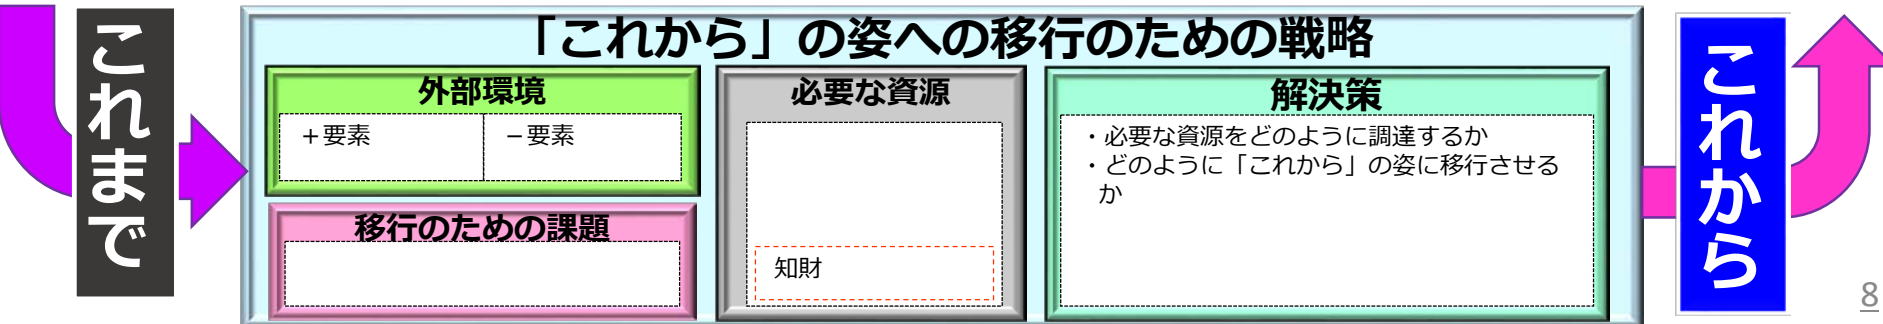 これまで
「これから」の姿への移行のための戦略
外部環境
+要素
-要素
移行のための課題
必要な資源
知財
解決策
・必要な資源をどのように調達するか
・どのように「これから」の姿に移行させる
か
これから
8